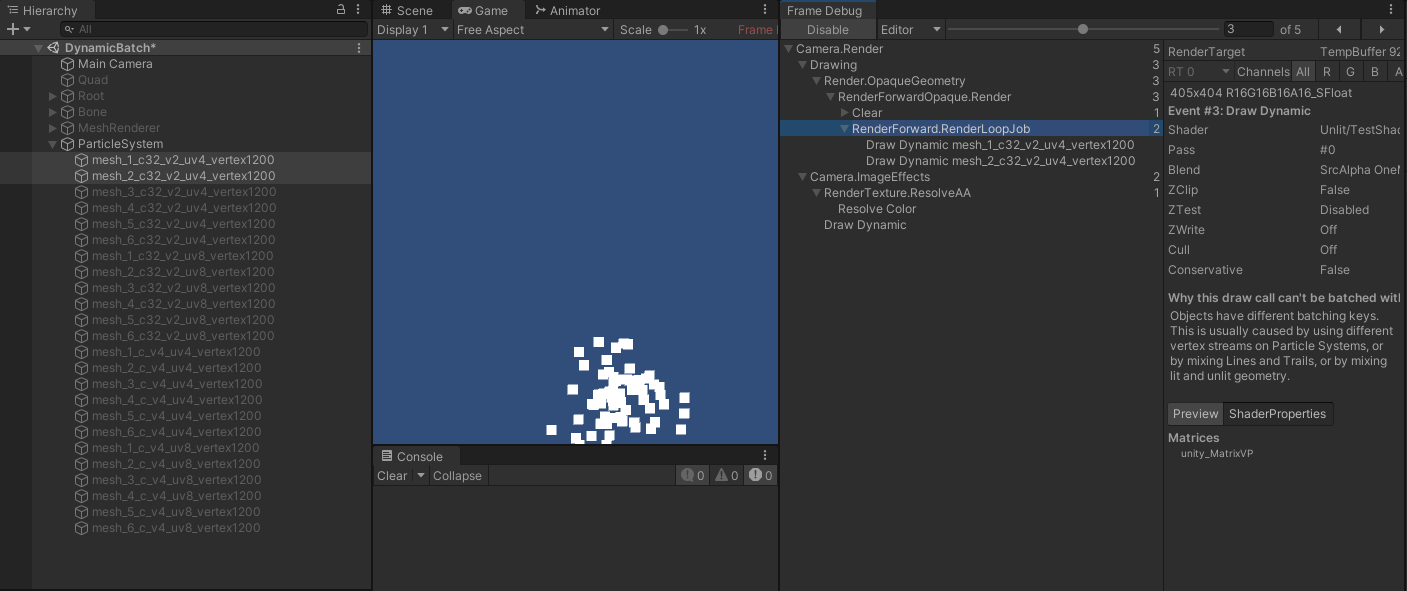 Hierarchy
All
DynamicBatch*
Main Camera
Quad
Root
Bone
MeshRenderer
ParticleSystem
mesh_1_c32_v2_uv4_vertex1200
mesh_2_c32_v2_uv4_vertex1200
mesh_3_c32_v2_uv4_vertex1200
mesh_4_c32_v2_uv4_vertex1200
mesh_5_c32_v2_uv4_vertex1200
mesh_6_c32_v2_uv4_vertex1200
mesh_1_c32_v2_uv8_vertex1200
mesh_2_c32_v2_uv8_vertex1200
mesh_3_c32_v2_uv8_vertex1200
mesh_4_c32_v2_uv8_vertex1200
mesh_5_c32_v2_uv8_vertex1200
mesh_6_c32_v2_uv8_vertex1200
mesh_1_c_v4_uv4_vertex1200
mesh_2_c_v4_uv4_vertex1200
mesh_3_c_v4_uv4_vertex1200
mesh_4_c_v4_uv4_vertex1200
mesh_5_c_v4_uv4_vertex1200
mesh_6_c_v4_uv4_vertex1200
mesh_1_c_v4_uv8_vertex1200
mesh_2_c_v4_uv8_vertex1200
mesh_3_c_v4_uv8_vertex1200
mesh_4_c_v4_uv8_vertex1200
mesh_5_c_v4_uv8_vertex1200
mesh_6_c_v4_uv8_vertex1200
Scene Game Animator
Display 1 Free Aspect Scale 1x Frame
Console
Clear Collapse 0 0 0
Frame Debug
Disable Editor 3 of 5
Camera.Render 5
Drawing 3
Render.OpaqueGeometry 3
RenderForwardOpaque.Render 3
Clear 1
RenderForward.RenderLoopJob 2
Draw Dynamic mesh_1_c32_v2_uv4_vertex1200
Draw Dynamic mesh_2_c32_v2_uv4_vertex1200
Camera.ImageEffects 2
RenderTexture.ResolveAA 1
Resolve Color
Draw Dynamic
RenderTarget TempBuffer 92
RT 0 Channels All R G B A
405x404 R16G16B16A16_SFloat
Event #3: Draw Dynamic
Shader Unlit/TestShad
Pass #0
Blend SrcAlpha One
ZClip False
ZTest Disabled
ZWrite Off
Cull Off
Conservative False
Why this draw call can't be batched wit
Objects have different batching keys.
This is usually caused by using different
vertex streams on Particle Systems, or
by mixing Lines and Trails, or by mixing
lit and unlit geometry.
Preview ShaderProperties
Matrices
unity_MatrixVP